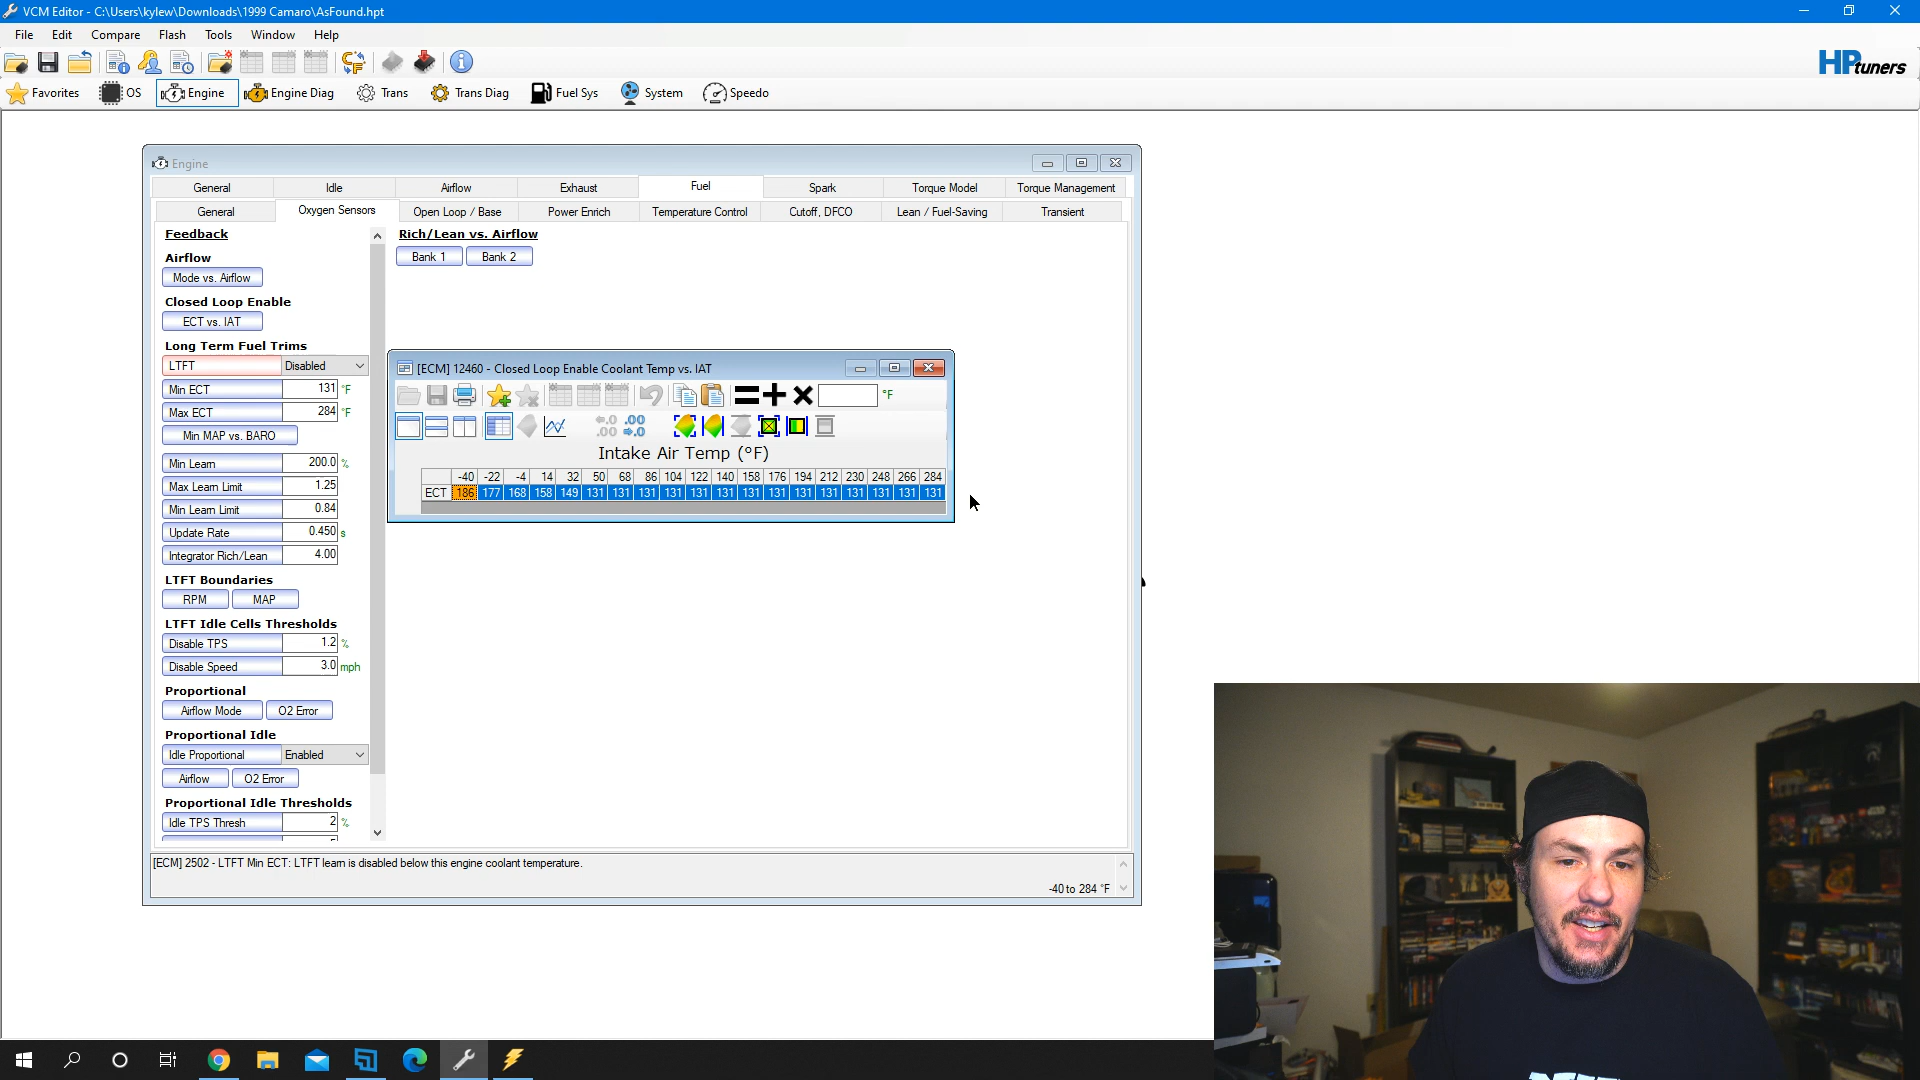 VCM Editor - C:\Users\kylew\Downloads\1999 Camaro\AsFound.hpt
File Edit Compare Flash Tools Window Help
HPtuners
Favorites OS Engine Engine Diag Trans Trans Diag Fuel Sys System Speedo
Engine
General Idle Airflow Exhaust Fuel Spark Torque Model Torque Management
General Oxygen Sensors Open Loop / Base Power Enrich Temperature Control Cutoff, DFCO Lean / Fuel-Saving Transient
Feedback
Airflow
Mode vs. Airflow
Closed Loop Enable
ECT vs. IAT
Long Term Fuel Trims
LTFT Disabled
Min ECT 131 °F
Max ECT 284 °F
Min MAP vs. BARO
Min Learn 200.0 %
Max Learn Limit 1.25
Min Learn Limit 0.84
Update Rate 0.450 s
Integrator Rich/Lean 4.00
LTFT Boundaries
RPM MAP
LTFT Idle Cells Thresholds
Disable TPS 1.2 %
Disable Speed 3.0 mph
Proportional
Airflow Mode O2 Error
Proportional Idle
Idle Proportional Enabled
Airflow O2 Error
Proportional Idle Thresholds
Idle TPS Thresh 2 %
Rich/Lean vs. Airflow
Bank 1 Bank 2
[ECM] 12460 - Closed Loop Enable Coolant Temp vs. IAT
°F
Intake Air Temp (°F)
-40 -22 -4 14 32 50 68 86 104 122 140 158 176 194 212 230 248 266 284
ECT 186 177 168 158 149 131 131 131 131 131 131 131 131 131 131 131 131 131 131
[ECM] 2502 - LTFT Min ECT: LTFT learn is disabled below this engine coolant temperature.
-40 to 284 °F